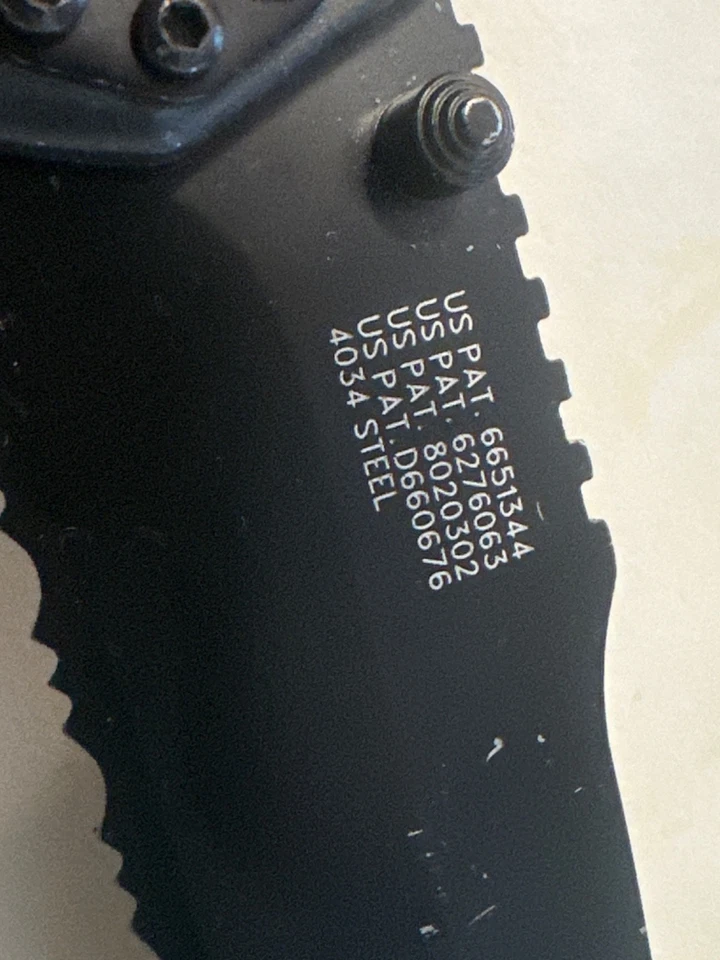 US PAT. 6651344
US PAT. 6276063
US PAT. 8020302
US PAT. D660676
4034 STEEL